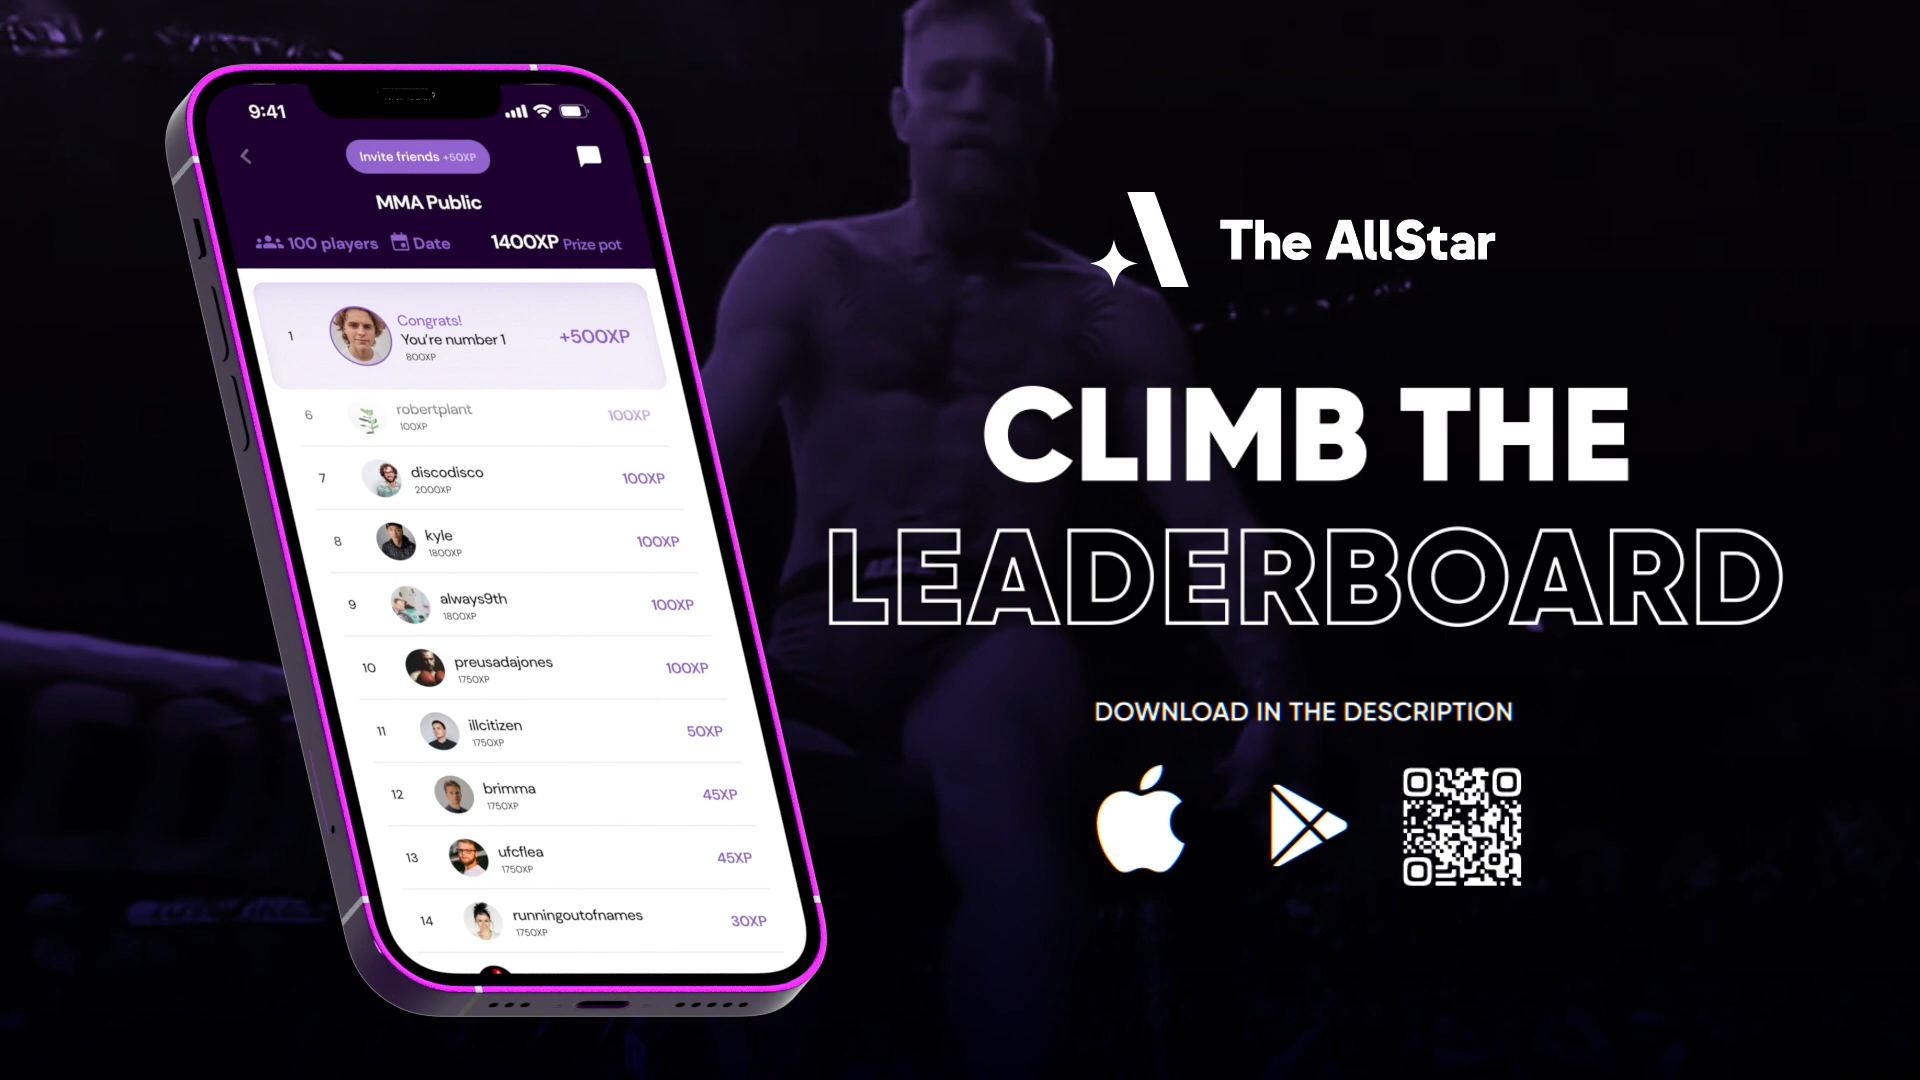 9:41
Invite friends +50XP
MMA Public
100 players Date 1400XP Prize pot
1 Congrats!
You're number 1 +500XP
800XP
6 robertplant 100XP
100XP
7 discodisco 100XP
2000XP
8 kyle 100XP
1800XP
9 always9th 100XP
1800XP
10 preusadajones 100XP
1750XP
11 illcitizen 50XP
1750XP
12 brimma 45XP
1750XP
13 ufcflea 45XP
1750XP
14 runningoutofnames 30XP
1750XP
The AllStar
CLIMB THE
LEADERBOARD
DOWNLOAD IN THE DESCRIPTION